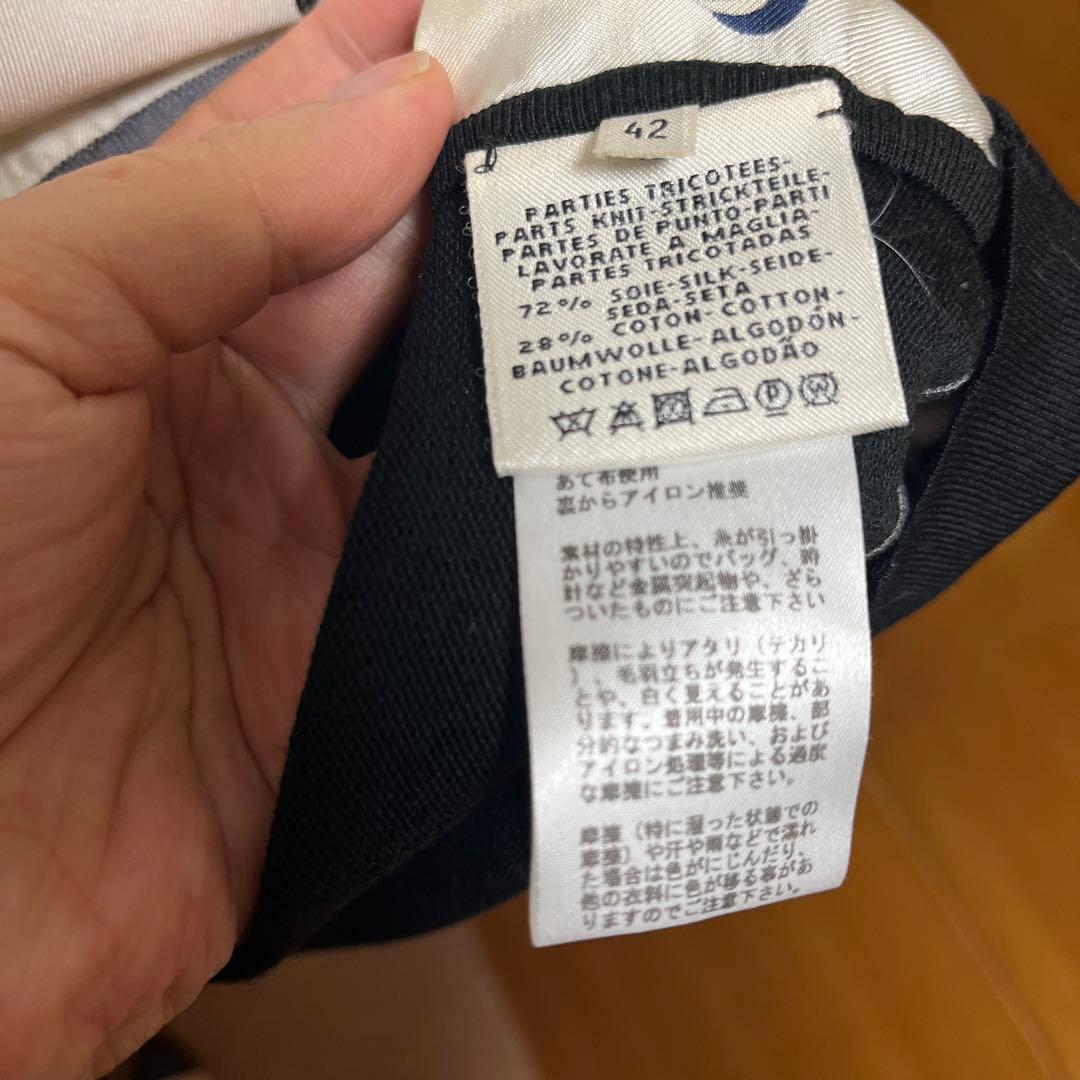 42
PARTIES TRICOTEES-
PARTS KNIT-STRICKTEILE-
PARTES DE PUNTO-PARTI
LAVORATE A MAGLIA-
PARTES TRICOTADAS
72% SOIE-SILK-SEIDE-
SEDA-SETA
28% COTON-COTTON-
BAUMWOLLE-ALGODÓN-
COTONE-ALGODÃO
P W
あて布使用
裏からアイロン推奨
素材の特性上、糸が引っ掛
かりやすいのでバッグ、時
計など金属突起物や、ざら
ついたものにご注意下さい
摩擦によりアタリ（テカリ
）、毛羽立ちが発生するこ
とや、白く見えることがあ
ります。着用中の摩擦、部
分的なつまみ洗い、および
アイロン処理等による過度
な摩擦にご注意下さい。
摩擦（特に湿った状態での
摩擦）や汗や雨などで濡れ
た場合は色がにじんだり、
他の衣料に色が移る事があ
りますのでご注意下さい。